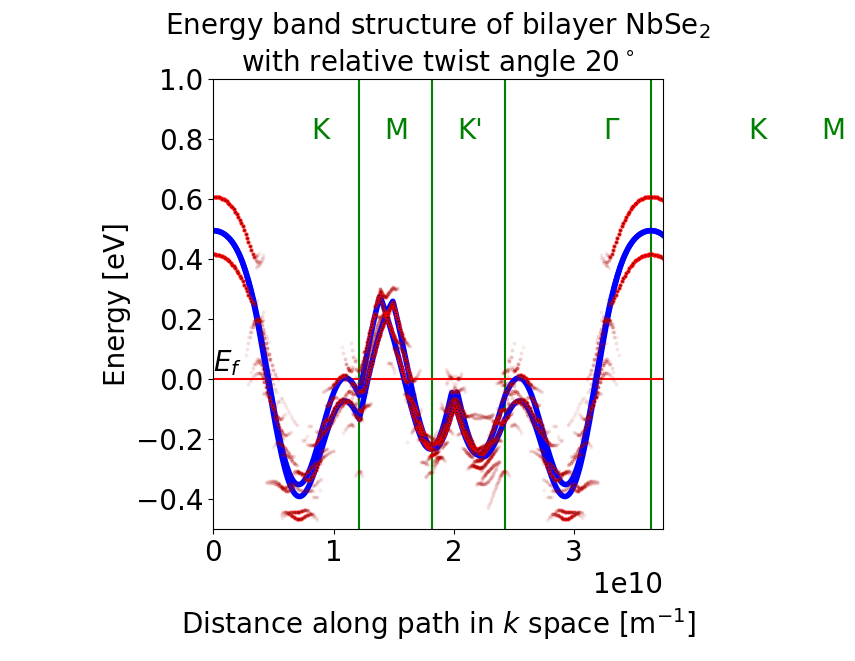 Energy band structure of bilayer NbSe₂
with relative twist angle 20°
1.0
K M K' Γ K M
0.8
0.6
0.4
0.2
E_f
0.0
−0.2
−0.4
Energy [eV]
0 1 2 3
1e10
Distance along path in k space [m⁻¹]